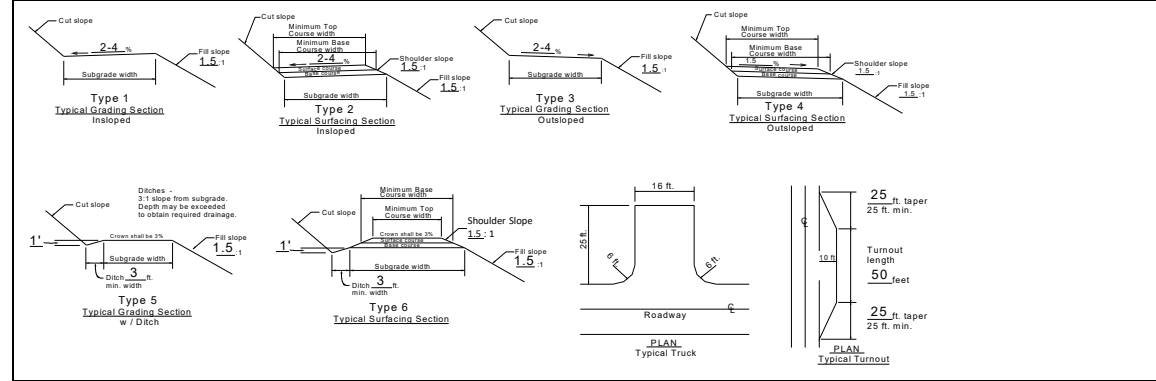 Cut slope
2-4 %
Fill slope
1.5 :1
Subgrade width
Type 1
Typical Grading Section
Insloped
Cut slope
Minimum Top
Course width
Minimum Base
Course width
2-4 %
Surface course
Base course
Shoulder slope
1.5 :1
Fill slope
1.5 :1
Subgrade width
Type 2
Typical Surfacing Section
Insloped
Cut slope
2-4 %
Fill slope
1.5 :1
Subgrade width
Type 3
Typical Grading Section
Outsloped
Cut slope
Minimum Top
Course width
Minimum Base
Course width
1.5 %
Surface course
Base course
Shoulder slope
1.5 :1
Fill slope
1.5 :1
Subgrade width
Type 4
Typical Surfacing Section
Outsloped
Ditches -
3:1 slope from subgrade.
Depth may be exceeded
to obtain required drainage.
Cut slope
Crown shall be 3%
1'
Fill slope
1.5 :1
Subgrade width
Ditch 3 ft.
min. width
Type 5
Typical Grading Section
w / Ditch
Cut slope
Minimum Base
Course width
Minimum Top
Course width
Crown shall be 3%
Surface course
Base course
Shoulder Slope
1.5 : 1
1'
Fill slope
1.5 :1
Subgrade width
Ditch 3 ft.
min. width
Type 6
Typical Surfacing Section
16 ft.
25 ft.
6 ft.
6 ft.
Roadway
℄
PLAN
Typical Truck
℄
25 ft. taper
25 ft. min.
10 ft.
Turnout
length
50 feet
25 ft. taper
25 ft. min.
PLAN
Typical Turnout